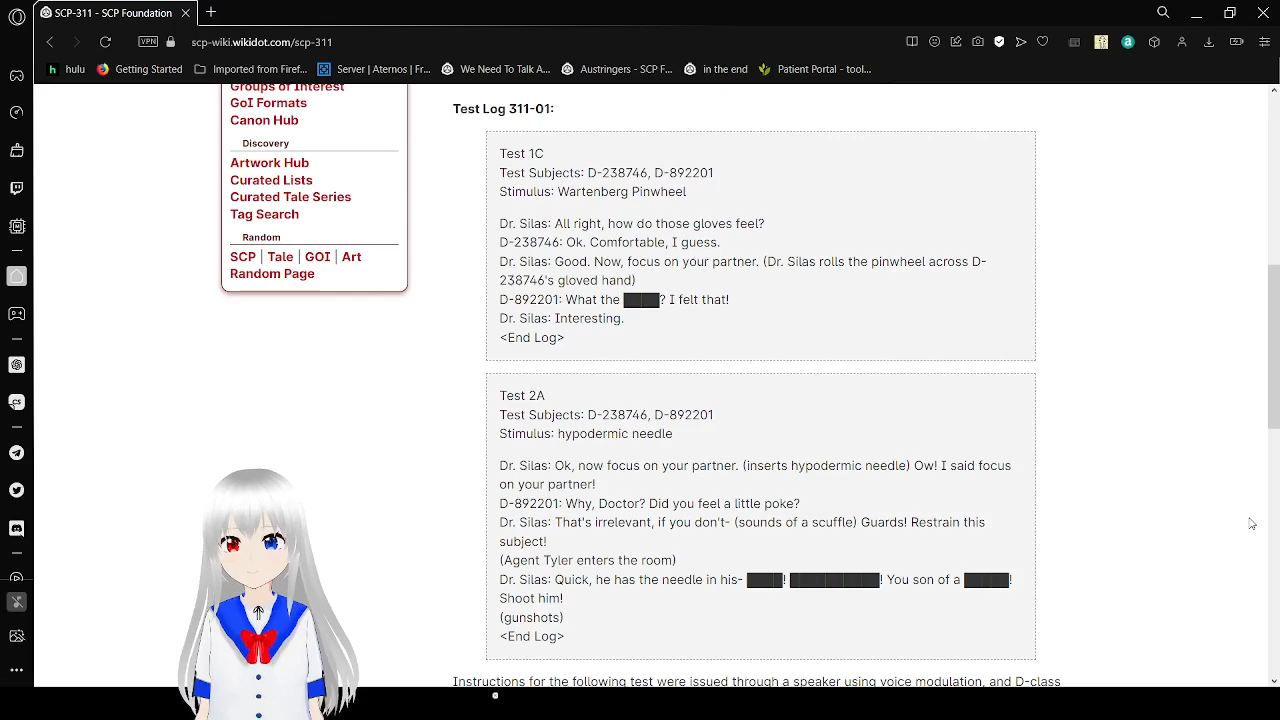 SCP-311 - SCP Foundation
VPN
scp-wiki.wikidot.com/scp-311
hulu
Getting Started
Imported from Firef...
Server | Aternos | Fr...
We Need To Talk A...
Austringers - SCP F...
in the end
Patient Portal - tool...
Groups of Interest
GoI Formats
Canon Hub
Discovery
Artwork Hub
Curated Lists
Curated Tale Series
Tag Search
Random
SCP | Tale | GOI | Art
Random Page
Test Log 311-01:
Test 1C
Test Subjects: D-238746, D-892201
Stimulus: Wartenberg Pinwheel
Dr. Silas: All right, how do those gloves feel?
D-238746: Ok. Comfortable, I guess.
Dr. Silas: Good. Now, focus on your partner. (Dr. Silas rolls the pinwheel across D-
238746's gloved hand)
D-892201: What the ████? I felt that!
Dr. Silas: Interesting.
<End Log>
Test 2A
Test Subjects: D-238746, D-892201
Stimulus: hypodermic needle
Dr. Silas: Ok, now focus on your partner. (inserts hypodermic needle) Ow! I said focus
on your partner!
D-892201: Why, Doctor? Did you feel a little poke?
Dr. Silas: That's irrelevant, if you don't- (sounds of a scuffle) Guards! Restrain this
subject!
(Agent Tyler enters the room)
Dr. Silas: Quick, he has the needle in his- ████! ██████████! You son of a █████!
Shoot him!
(gunshots)
<End Log>
Instructions for the following test were issued through a speaker using voice modulation, and D-class